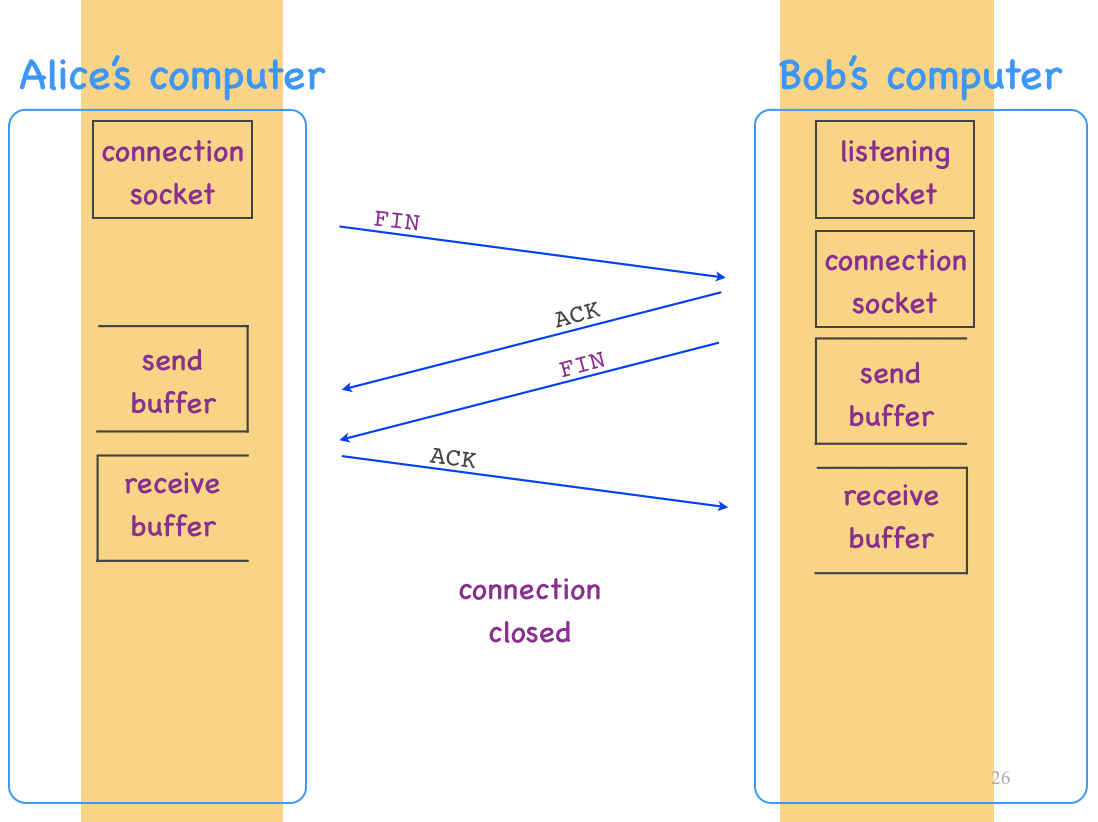 Alice's computer
connection
socket
send
buffer
receive
buffer
FIN
ACK
FIN
ACK
connection
closed
Bob's computer
listening
socket
connection
socket
send
buffer
receive
buffer
26